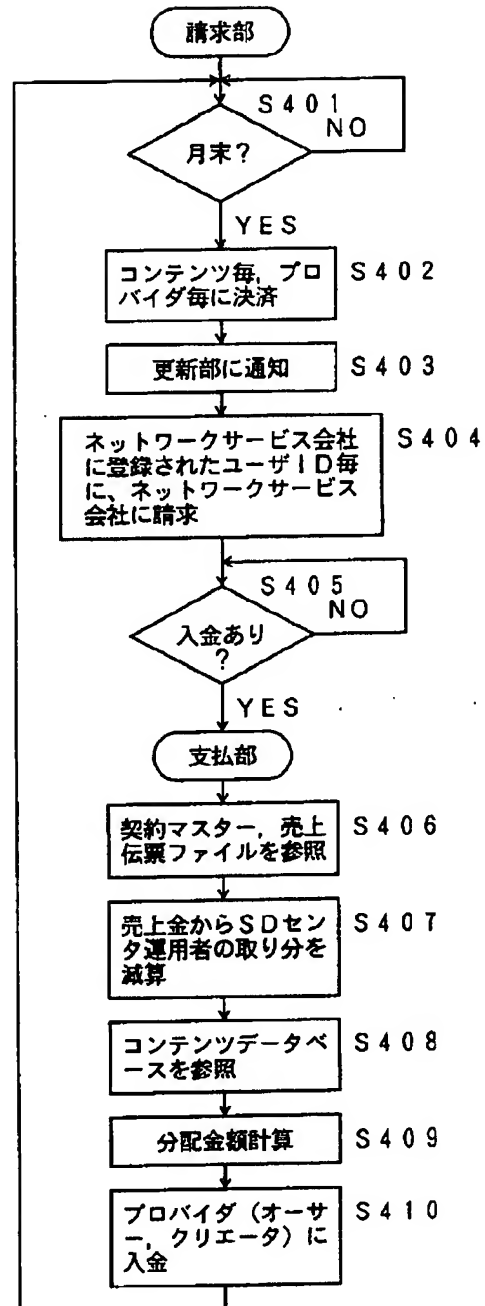 請求部
S401
NO
月末？
YES
コンテンツ毎，プロ
バイダ毎に決済
S402
更新部に通知
S403
ネットワークサービス会社
に登録されたユーザID毎
に、ネットワークサービス
会社に請求
S404
S405
NO
入金あり
？
YES
支払部
契約マスター，売上
伝票ファイルを参照
S406
売上金からSDセン
タ運用者の取り分を
減算
S407
コンテンツデータベ
ースを参照
S408
分配金額計算
S409
プロバイダ（オーサ
ー，クリエータ）に
入金
S410